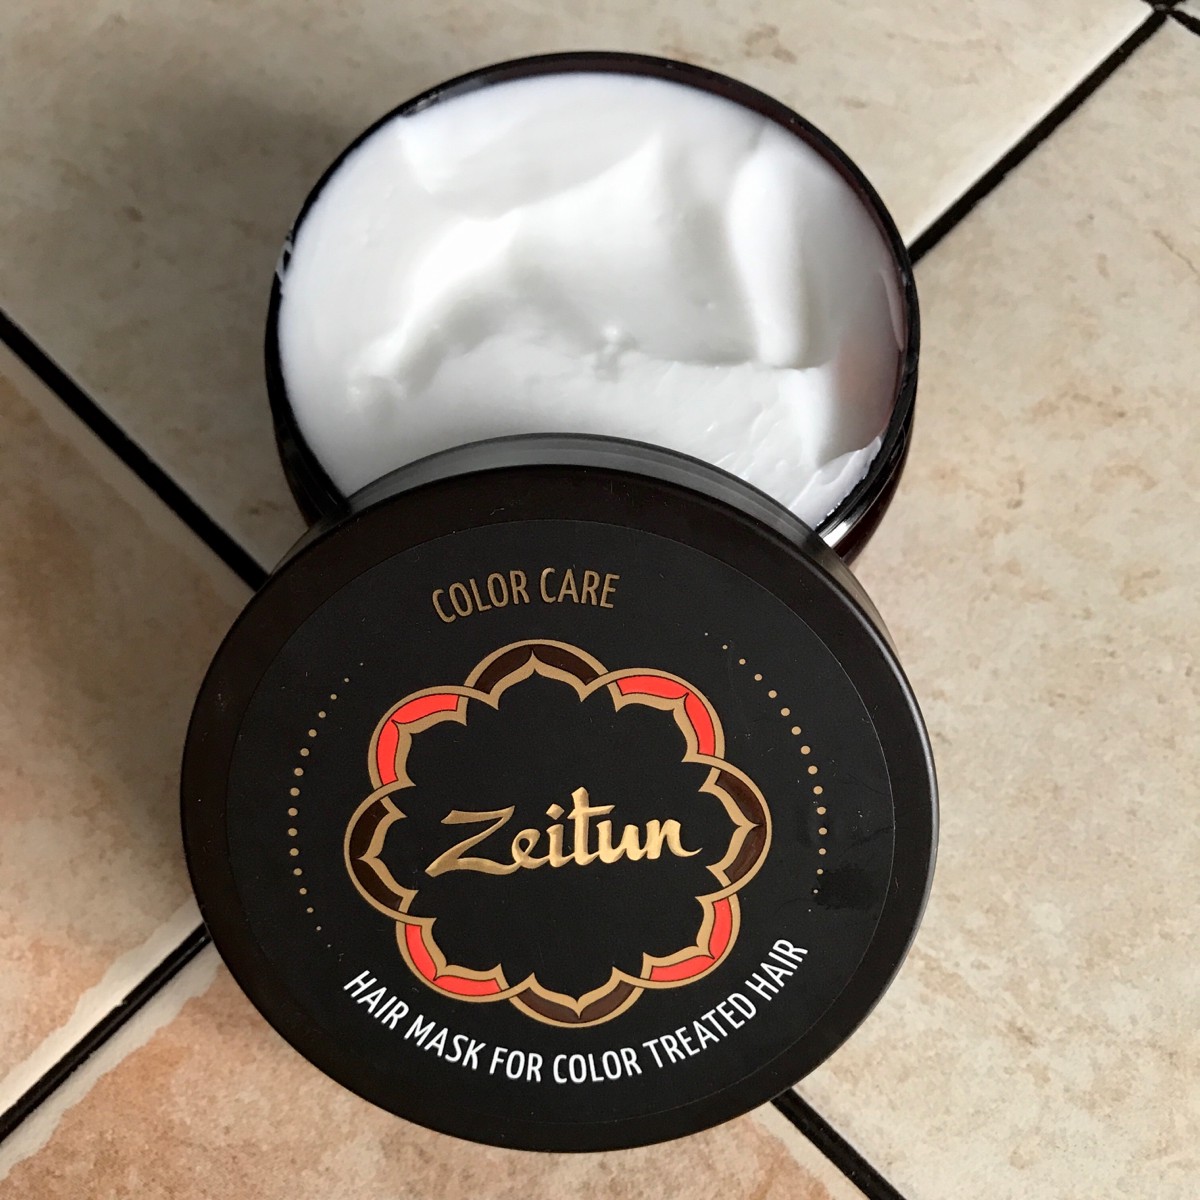 COLOR CARE
Zeitun
HAIR MASK FOR COLOR TREATED HAIR